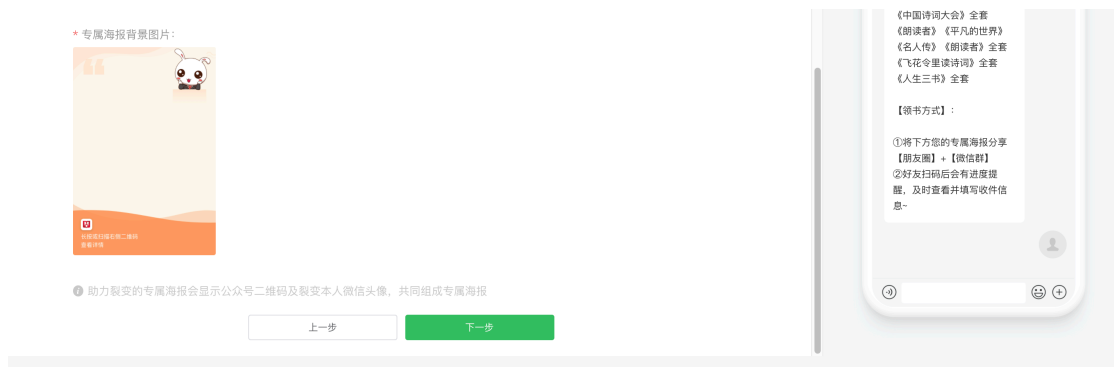 * 专属海报背景图片:
长按或扫描右侧二维码
查看详情
助力裂变的专属海报会显示公众号二维码及裂变本人微信头像，共同组成专属海报
上一步
下一步
《中国诗词大会》全套
《朗读者》《平凡的世界》
《名人传》《朗读者》全套
《飞花令里读诗词》全套
《人生三书》全套
【领书方式】:
①将下方您的专属海报分享
【朋友圈】+【微信群】
②好友扫码后会有进度提
醒，及时查看并填写收件信
息~